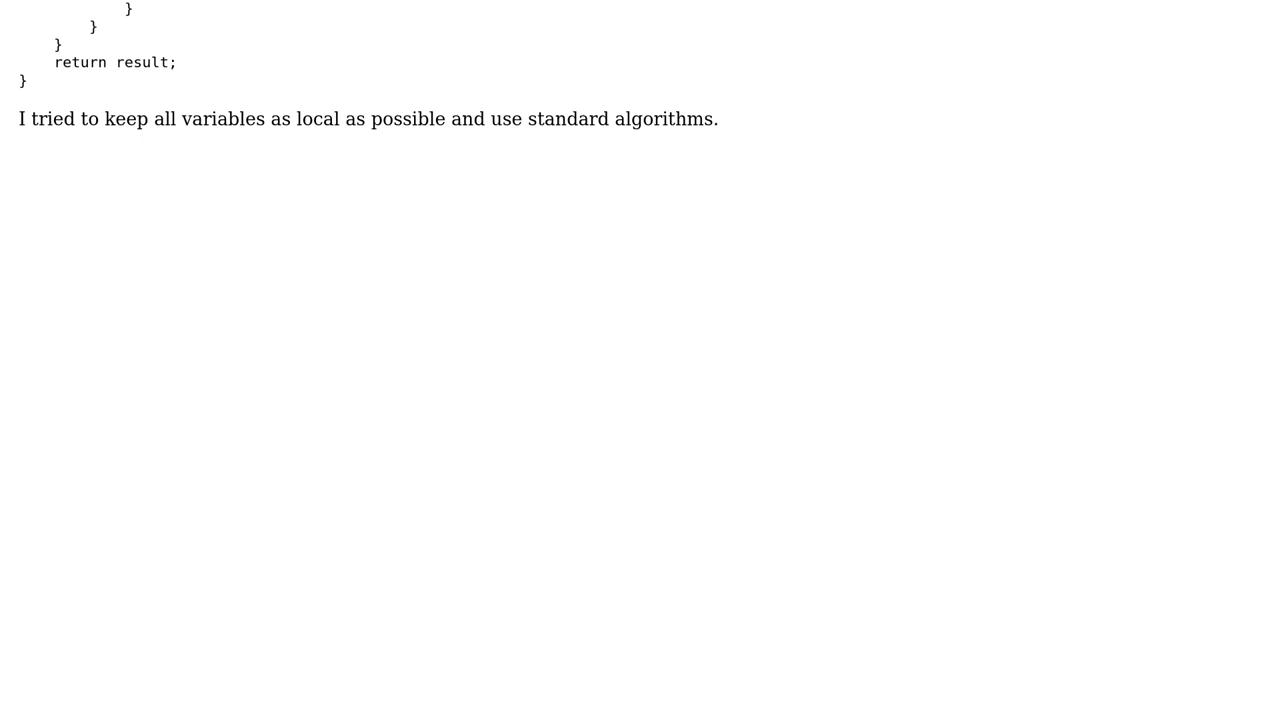 }
        }
    }
    return result;
}
I tried to keep all variables as local as possible and use standard algorithms.